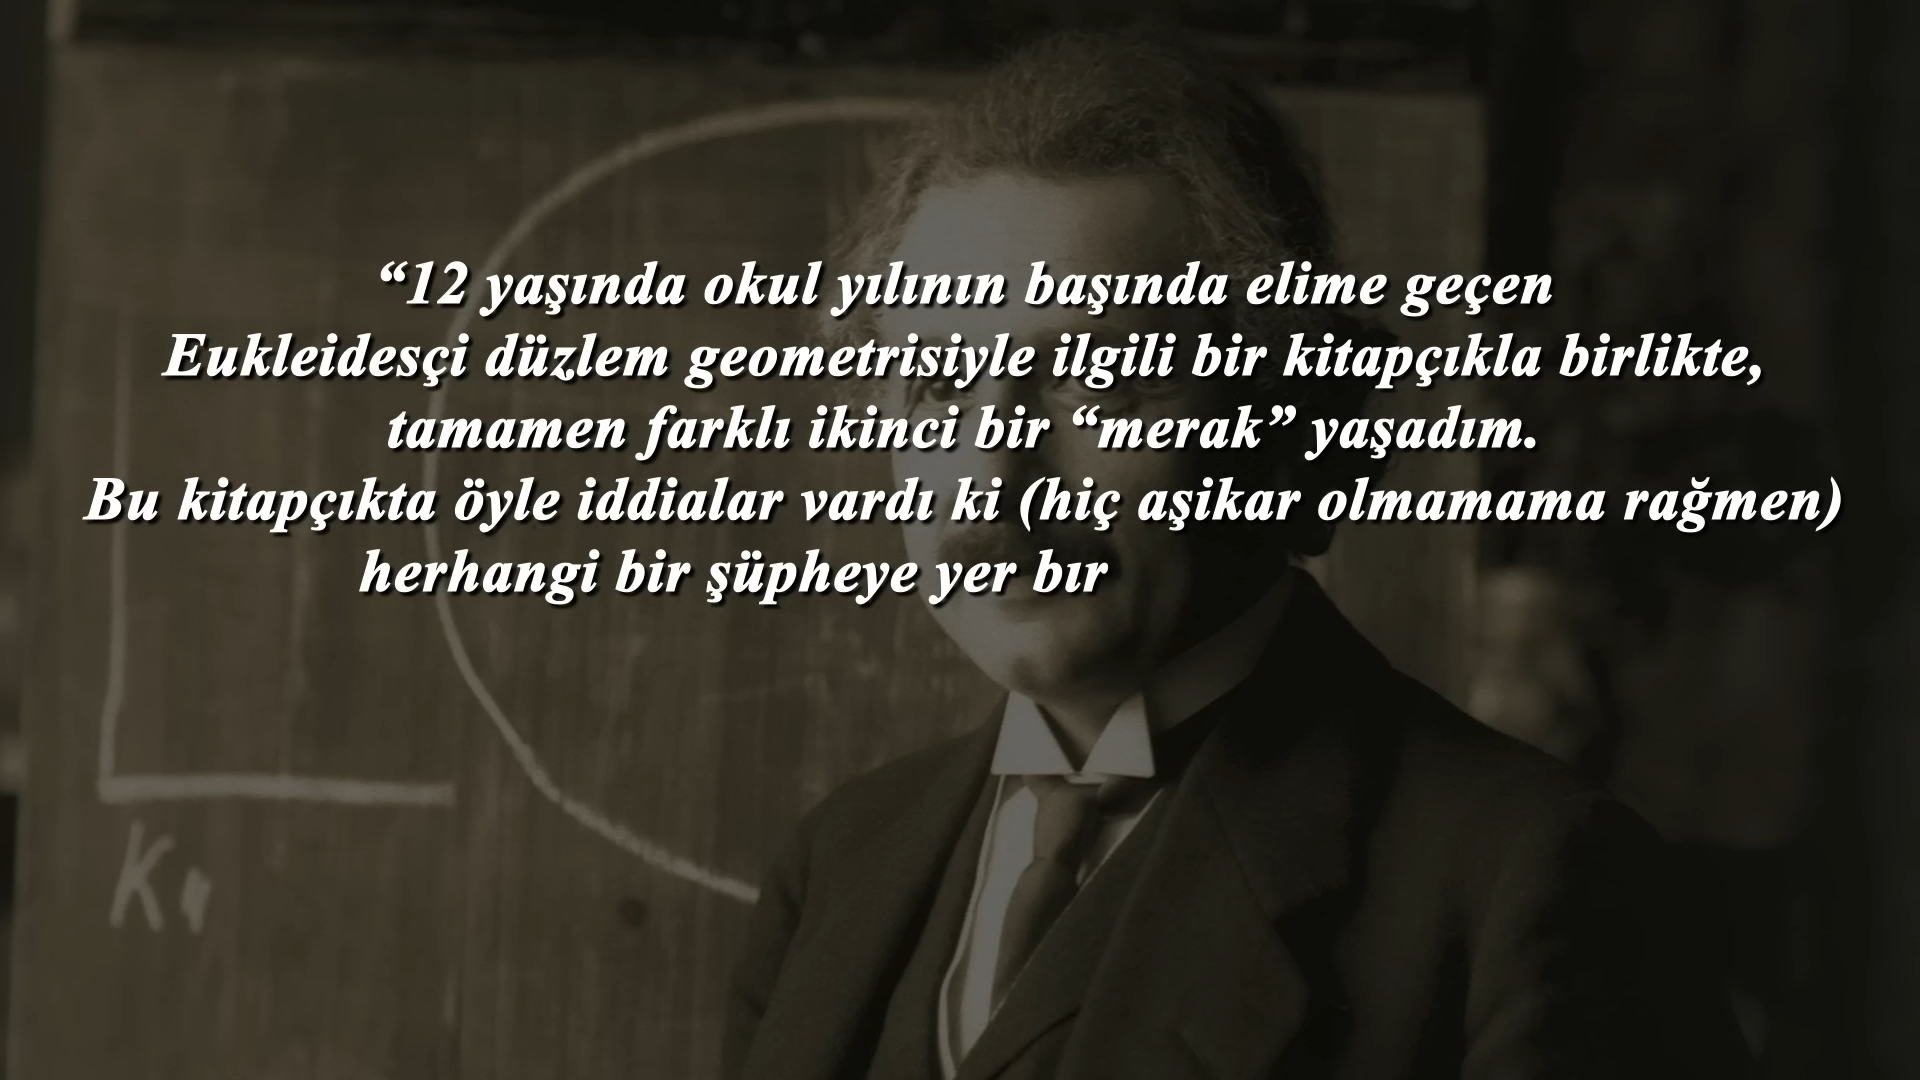 “12 yaşında okul yılının başında elime geçen
Eukleidesçi düzlem geometrisiyle ilgili bir kitapçıkla birlikte,
tamamen farklı ikinci bir “merak” yaşadım.
Bu kitapçıkta öyle iddialar vardı ki (hiç aşikar olmamama rağmen)
herhangi bir şüpheye yer bır
K1